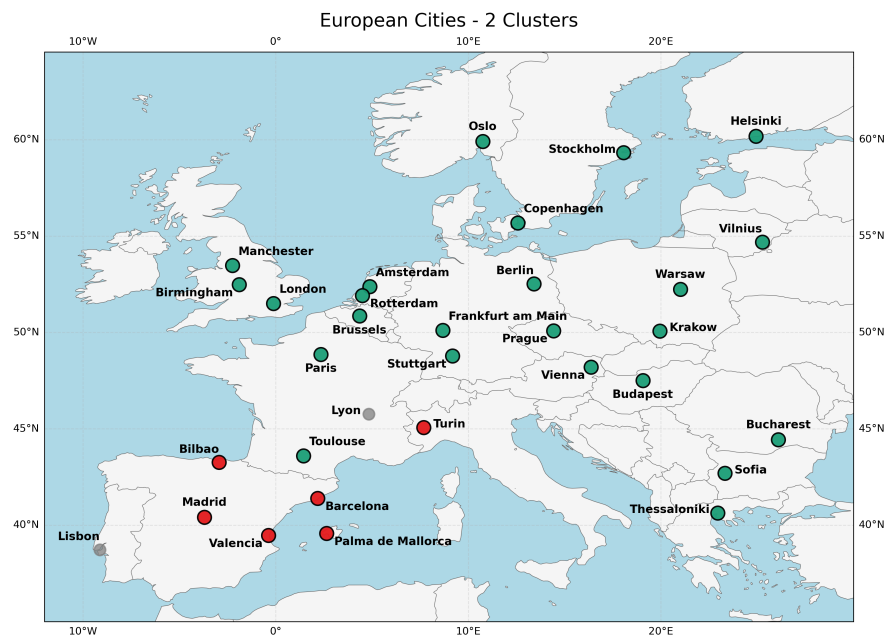 European Cities - 2 Clusters
10°W 0° 10°E 20°E
60°N Oslo Helsinki 60°N
Stockholm
Copenhagen
55°N Vilnius 55°N
Manchester
Amsterdam Berlin Warsaw
Birmingham London
Rotterdam
50°N Brussels Frankfurt am Main Krakow 50°N
Prague
Paris Stuttgart
Vienna
Budapest
Lyon
45°N Turin Bucharest 45°N
Bilbao Toulouse
Sofia
Madrid Barcelona
40°N Thessaloníki 40°N
Lisbon Valencia Palma de Mallorca
10°W 0° 10°E 20°E